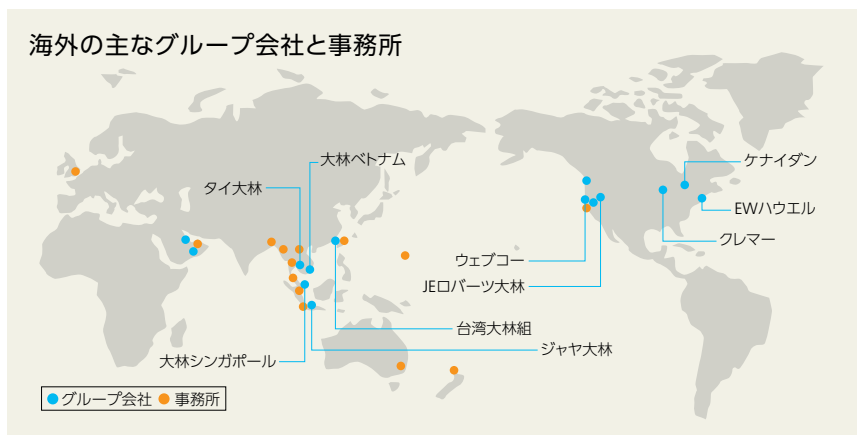 海外の主なグループ会社と事務所
大林ベトナム
タイ大林
ケナイダン
EWハウエル
クレマー
ウェブコー
JEロバーツ大林
台湾大林組
ジャヤ大林
大林シンガポール
グループ会社 事務所